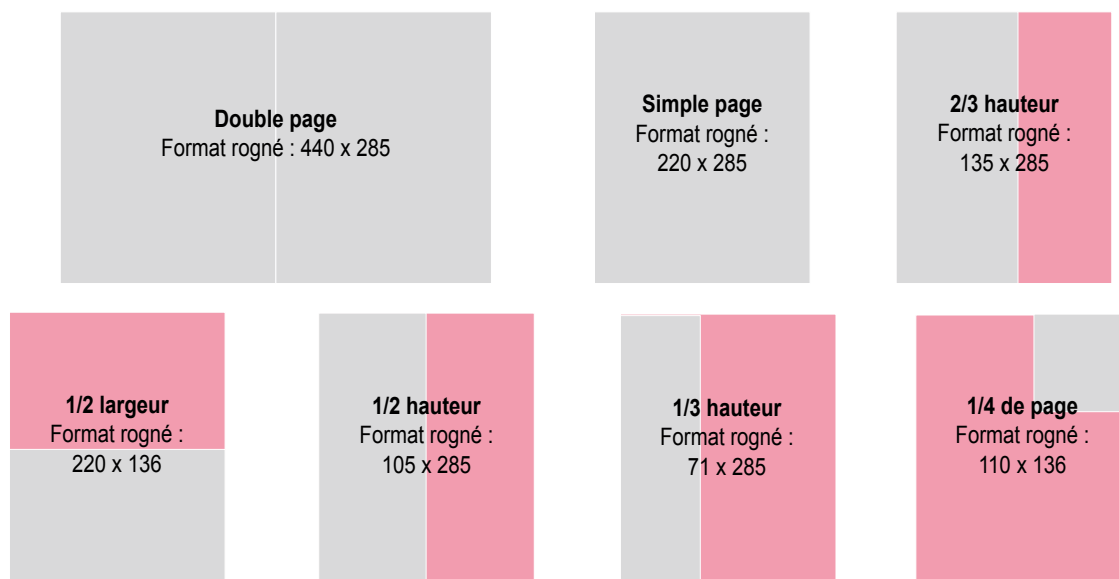 Double page
Format rogné : 440 x 285
Simple page
Format rogné :
220 x 285
2/3 hauteur
Format rogné :
135 x 285
1/2 largeur
Format rogné :
220 x 136
1/2 hauteur
Format rogné :
105 x 285
1/3 hauteur
Format rogné :
71 x 285
1/4 de page
Format rogné :
110 x 136